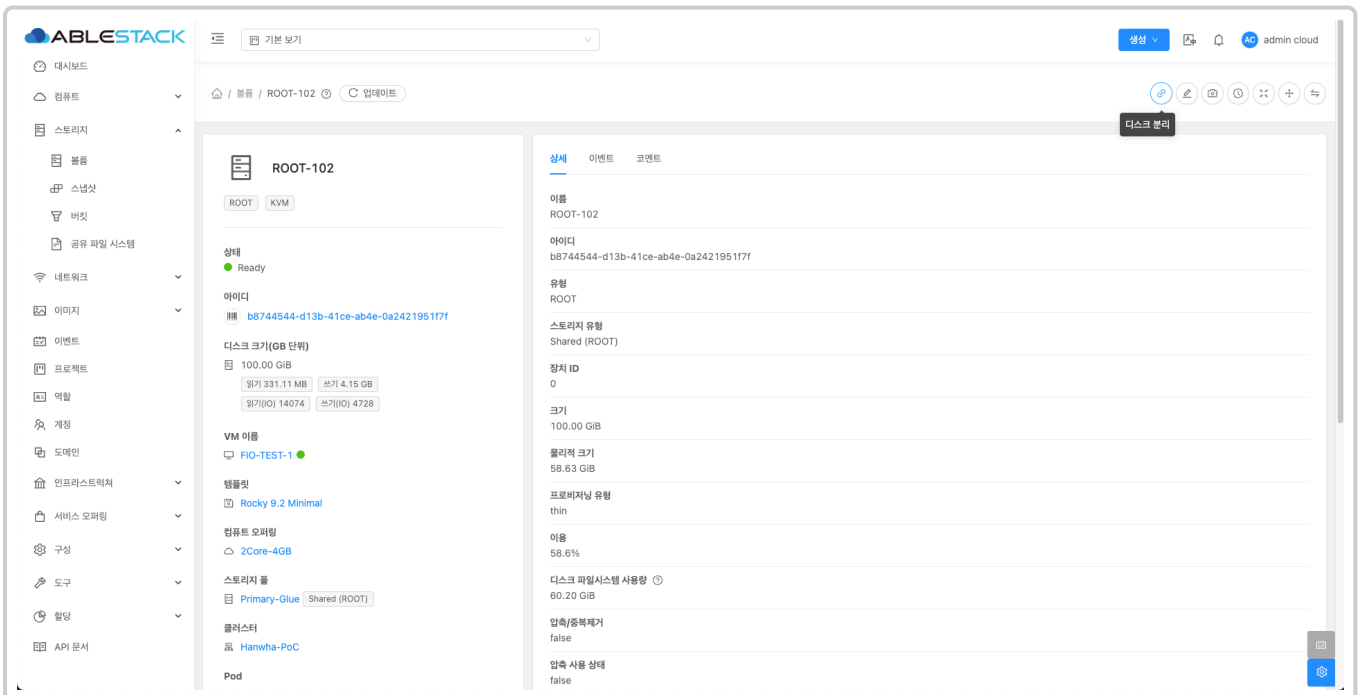 ABLESTACK
기본 보기
생성
AC
admin cloud
대시보드
컴퓨트
스토리지
볼륨
스냅샷
버킷
공유 파일 시스템
네트워크
이미지
이벤트
프로젝트
역할
계정
도메인
인프라스트럭쳐
서비스 오퍼링
구성
도구
할당
API 문서
/ 볼륨 / ROOT-102
업데이트
디스크 분리
ROOT-102
ROOT
KVM
상태
Ready
아이디
b8744544-d13b-41ce-ab4e-0a2421951f7f
디스크 크기(GB 단위)
100.00 GiB
읽기 331.11 MB
쓰기 4.15 GB
읽기(IO) 14074
쓰기(IO) 4728
VM 이름
FIO-TEST-1
템플릿
Rocky 9.2 Minimal
컴퓨트 오퍼링
2Core-4GB
스토리지 풀
Primary-Glue
Shared (ROOT)
클러스터
Hanwha-PoC
Pod
상세
이벤트
코멘트
이름
ROOT-102
아이디
b8744544-d13b-41ce-ab4e-0a2421951f7f
유형
ROOT
스토리지 유형
Shared (ROOT)
장치 ID
0
크기
100.00 GiB
물리적 크기
58.63 GiB
프로비저닝 유형
thin
이용
58.6%
디스크 파일시스템 사용량
60.20 GiB
압축/중복제거
false
압축 사용 상태
false